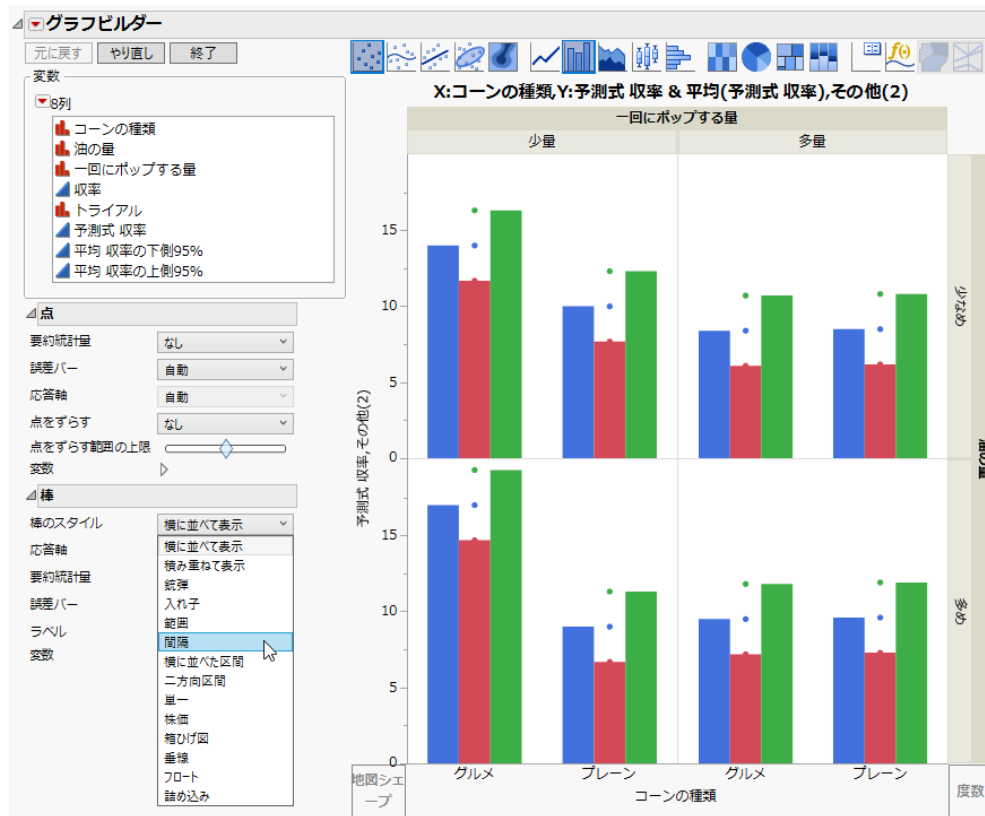 グラフビルダー
元に戻す やり直し 終了
変数
8列
コーンの種類
油の量
一回にポップする量
収率
トライアル
予測式 収率
平均 収率の下側95%
平均 収率の上側95%
点
要約統計量 なし
誤差バー 自動
応答軸 自動
点をずらす なし
点をずらす範囲の上限
変数
棒
棒のスタイル 横に並べて表示
応答軸
要約統計量
誤差バー
ラベル
変数
横に並べて表示
積み重ねて表示
銃弾
入れ子
範囲
間隔
横に並べた区間
二方向区間
単一
株価
箱ひげ図
垂線
フロート
詰め込み
X:コーンの種類,Y:予測式 収率 & 平均(予測式 収率),その他(2)
一回にポップする量
少量 多量
15
10
5
0
15
10
5
0
予測式 収率, その他(2)
少なめ
多め
グルメ プレーン グルメ プレーン
コーンの種類
地図シェ
ープ
度数